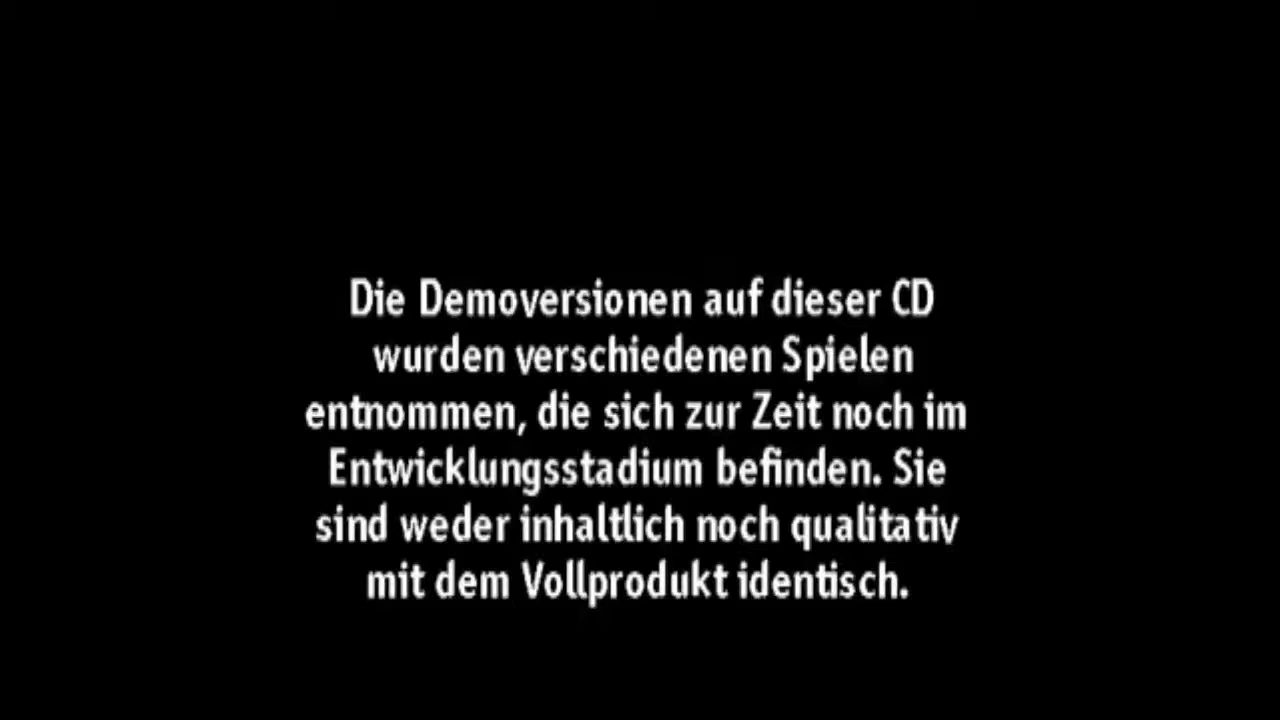 Die Demoversionen auf dieser CD
wurden verschiedenen Spielen
entnommen, die sich zur Zeit noch im
Entwicklungsstadium befinden. Sie
sind weder inhaltlich noch qualitativ
mit dem Vollprodukt identisch.